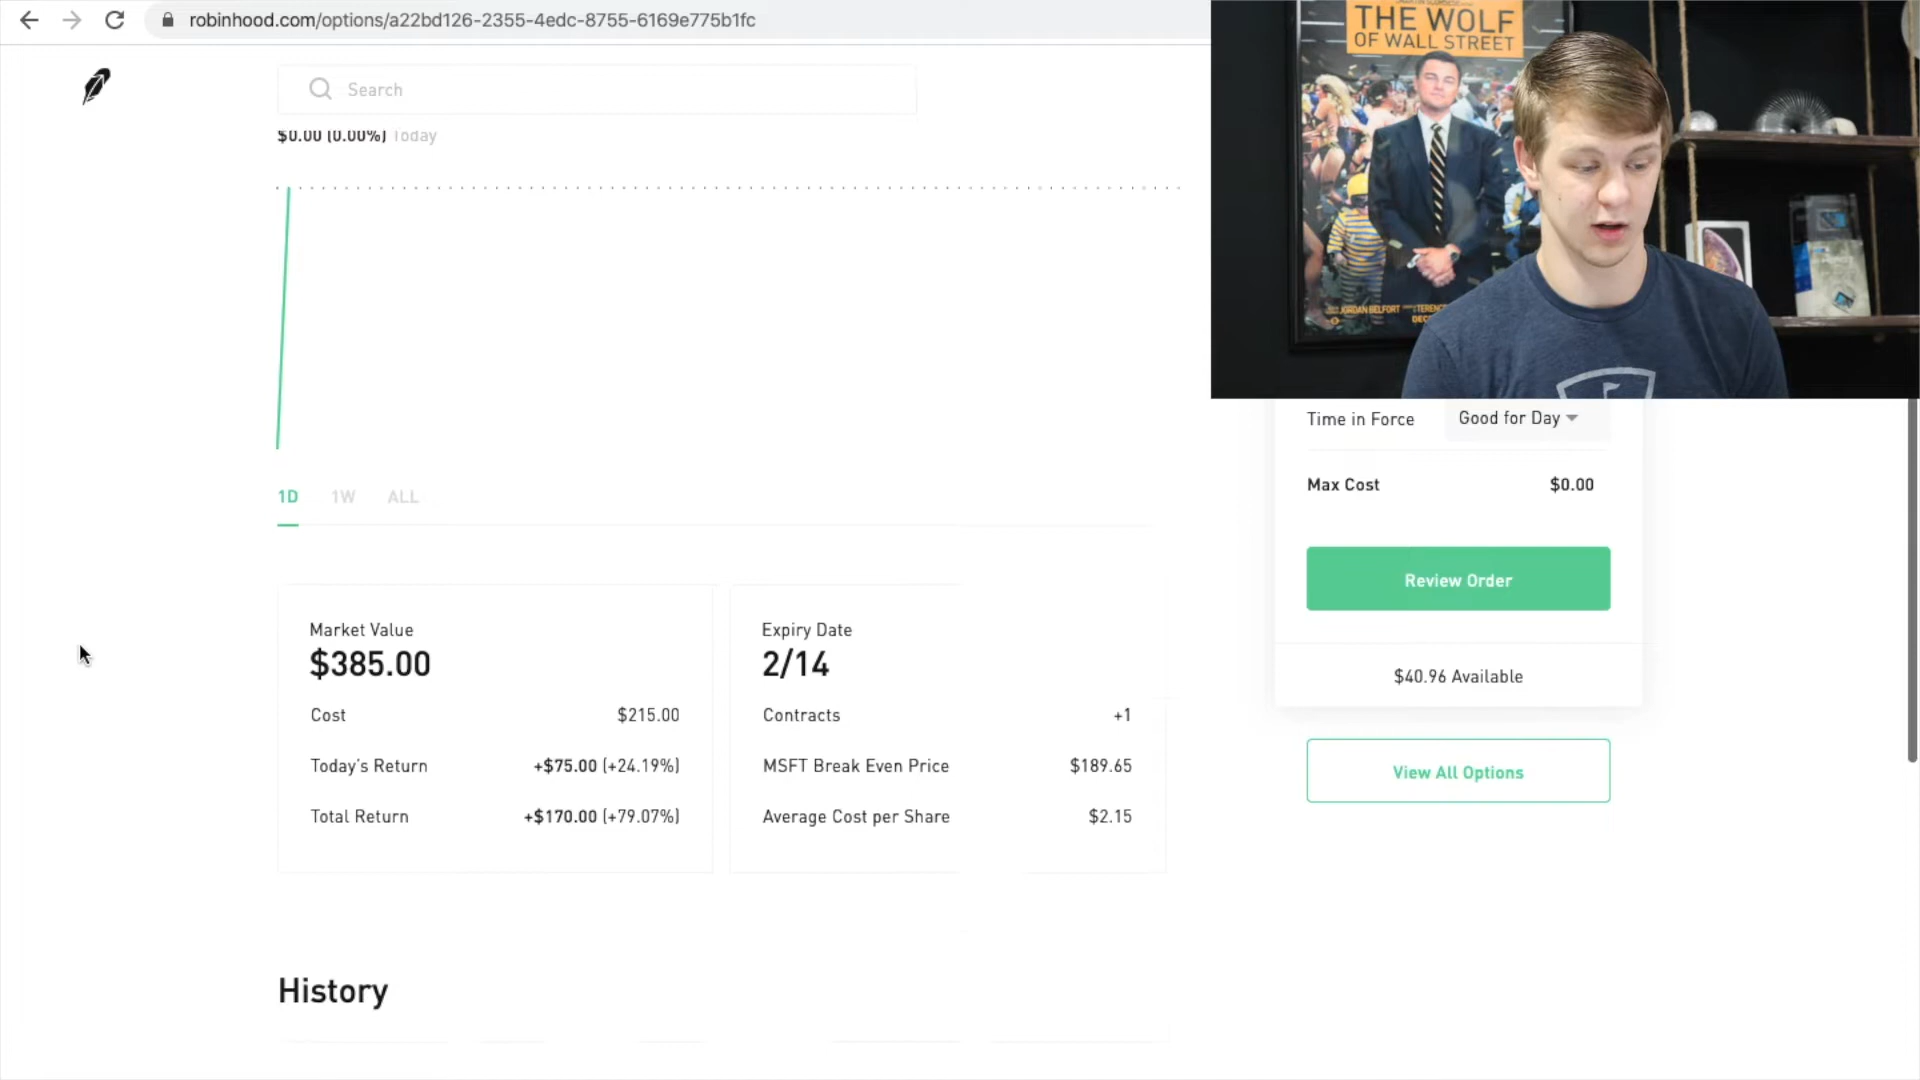 robinhood.com/options/a22bd126-2355-4edc-8755-6169e775b1fc
Search
$0.00 (0.00%) Today
1D 1W ALL
Market Value
$385.00
Cost $215.00
Today's Return +$75.00 (+24.19%)
Total Return +$170.00 (+79.07%)
Expiry Date
2/14
Contracts +1
MSFT Break Even Price $189.65
Average Cost per Share $2.15
History
THE WOLF
OF WALL STREET
JORDAN BELFORT
Time in Force Good for Day
Max Cost $0.00
Review Order
$40.96 Available
View All Options